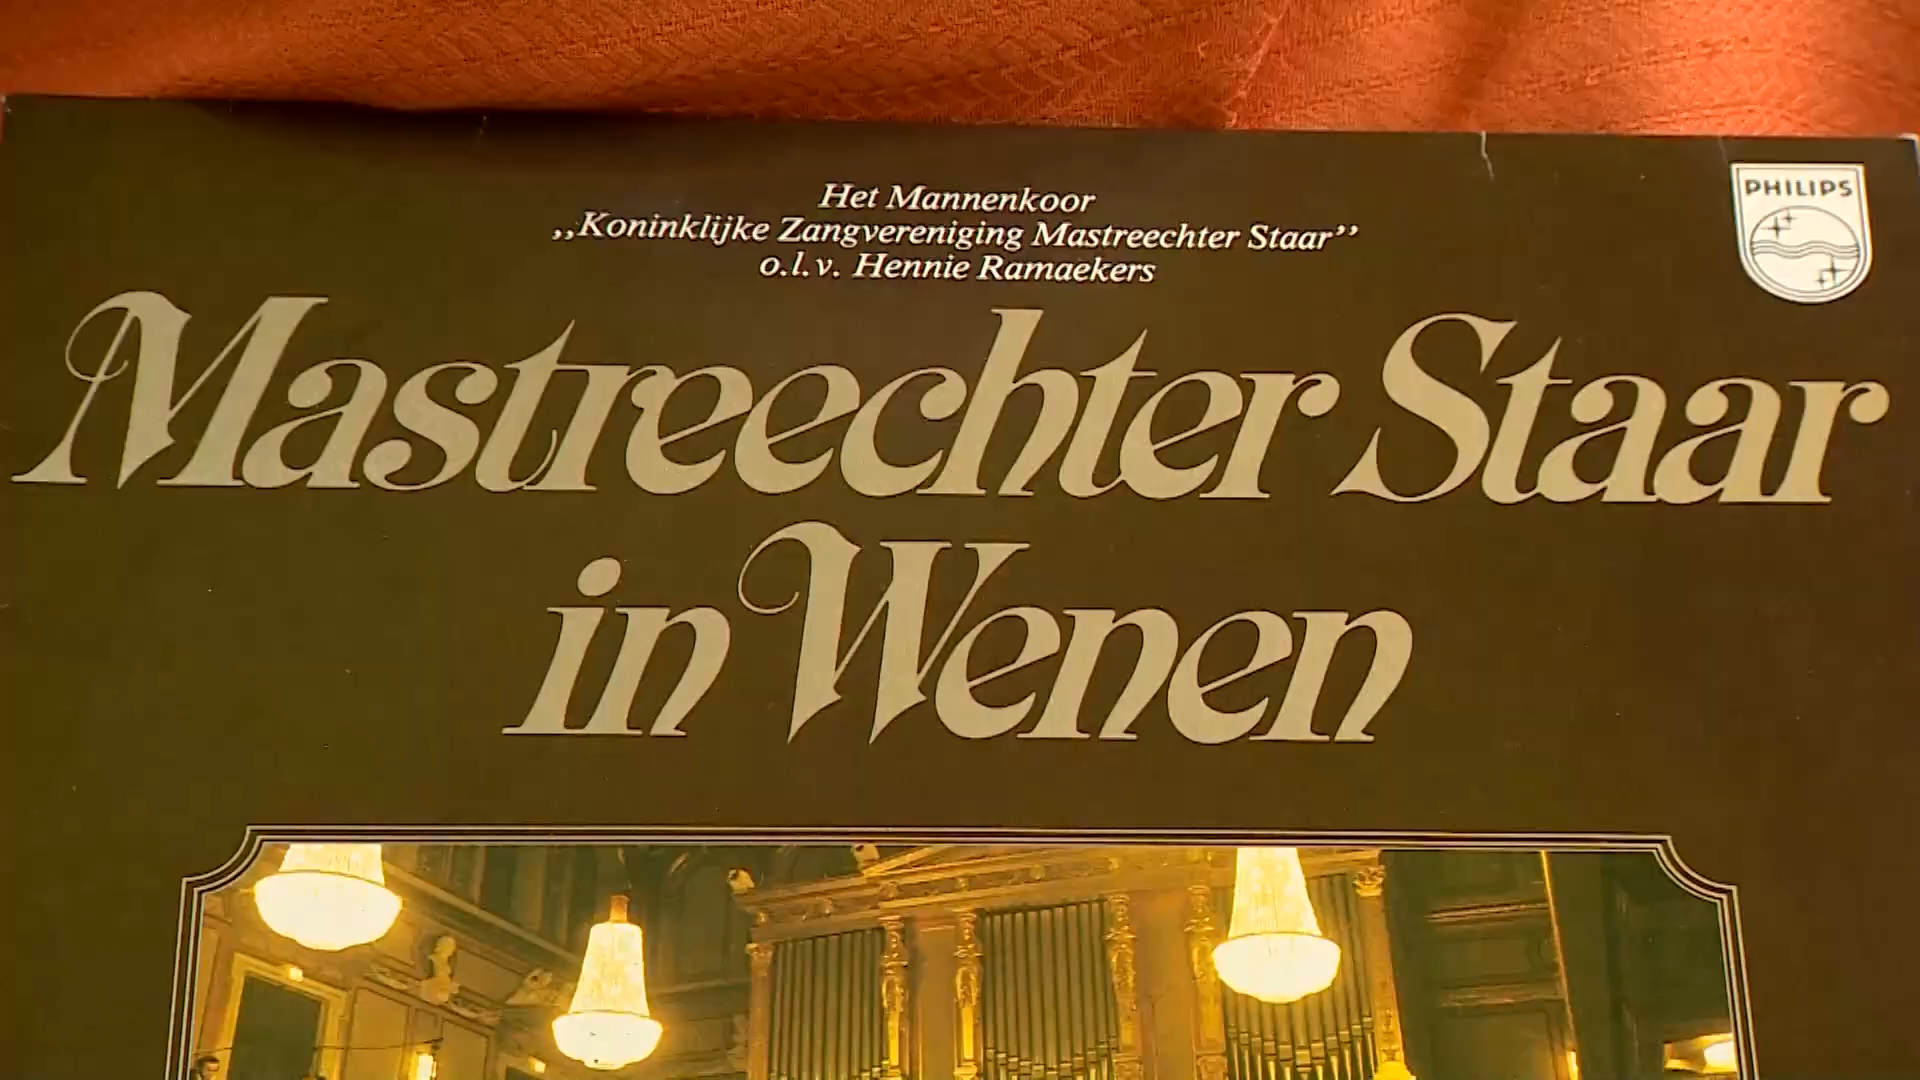 Het Mannenkoor
,,Koninklijke Zangvereniging Mastreechter Staar’’
o.l.v. Hennie Ramaekers
PHILIPS
Mastreechter Staar
in Wenen